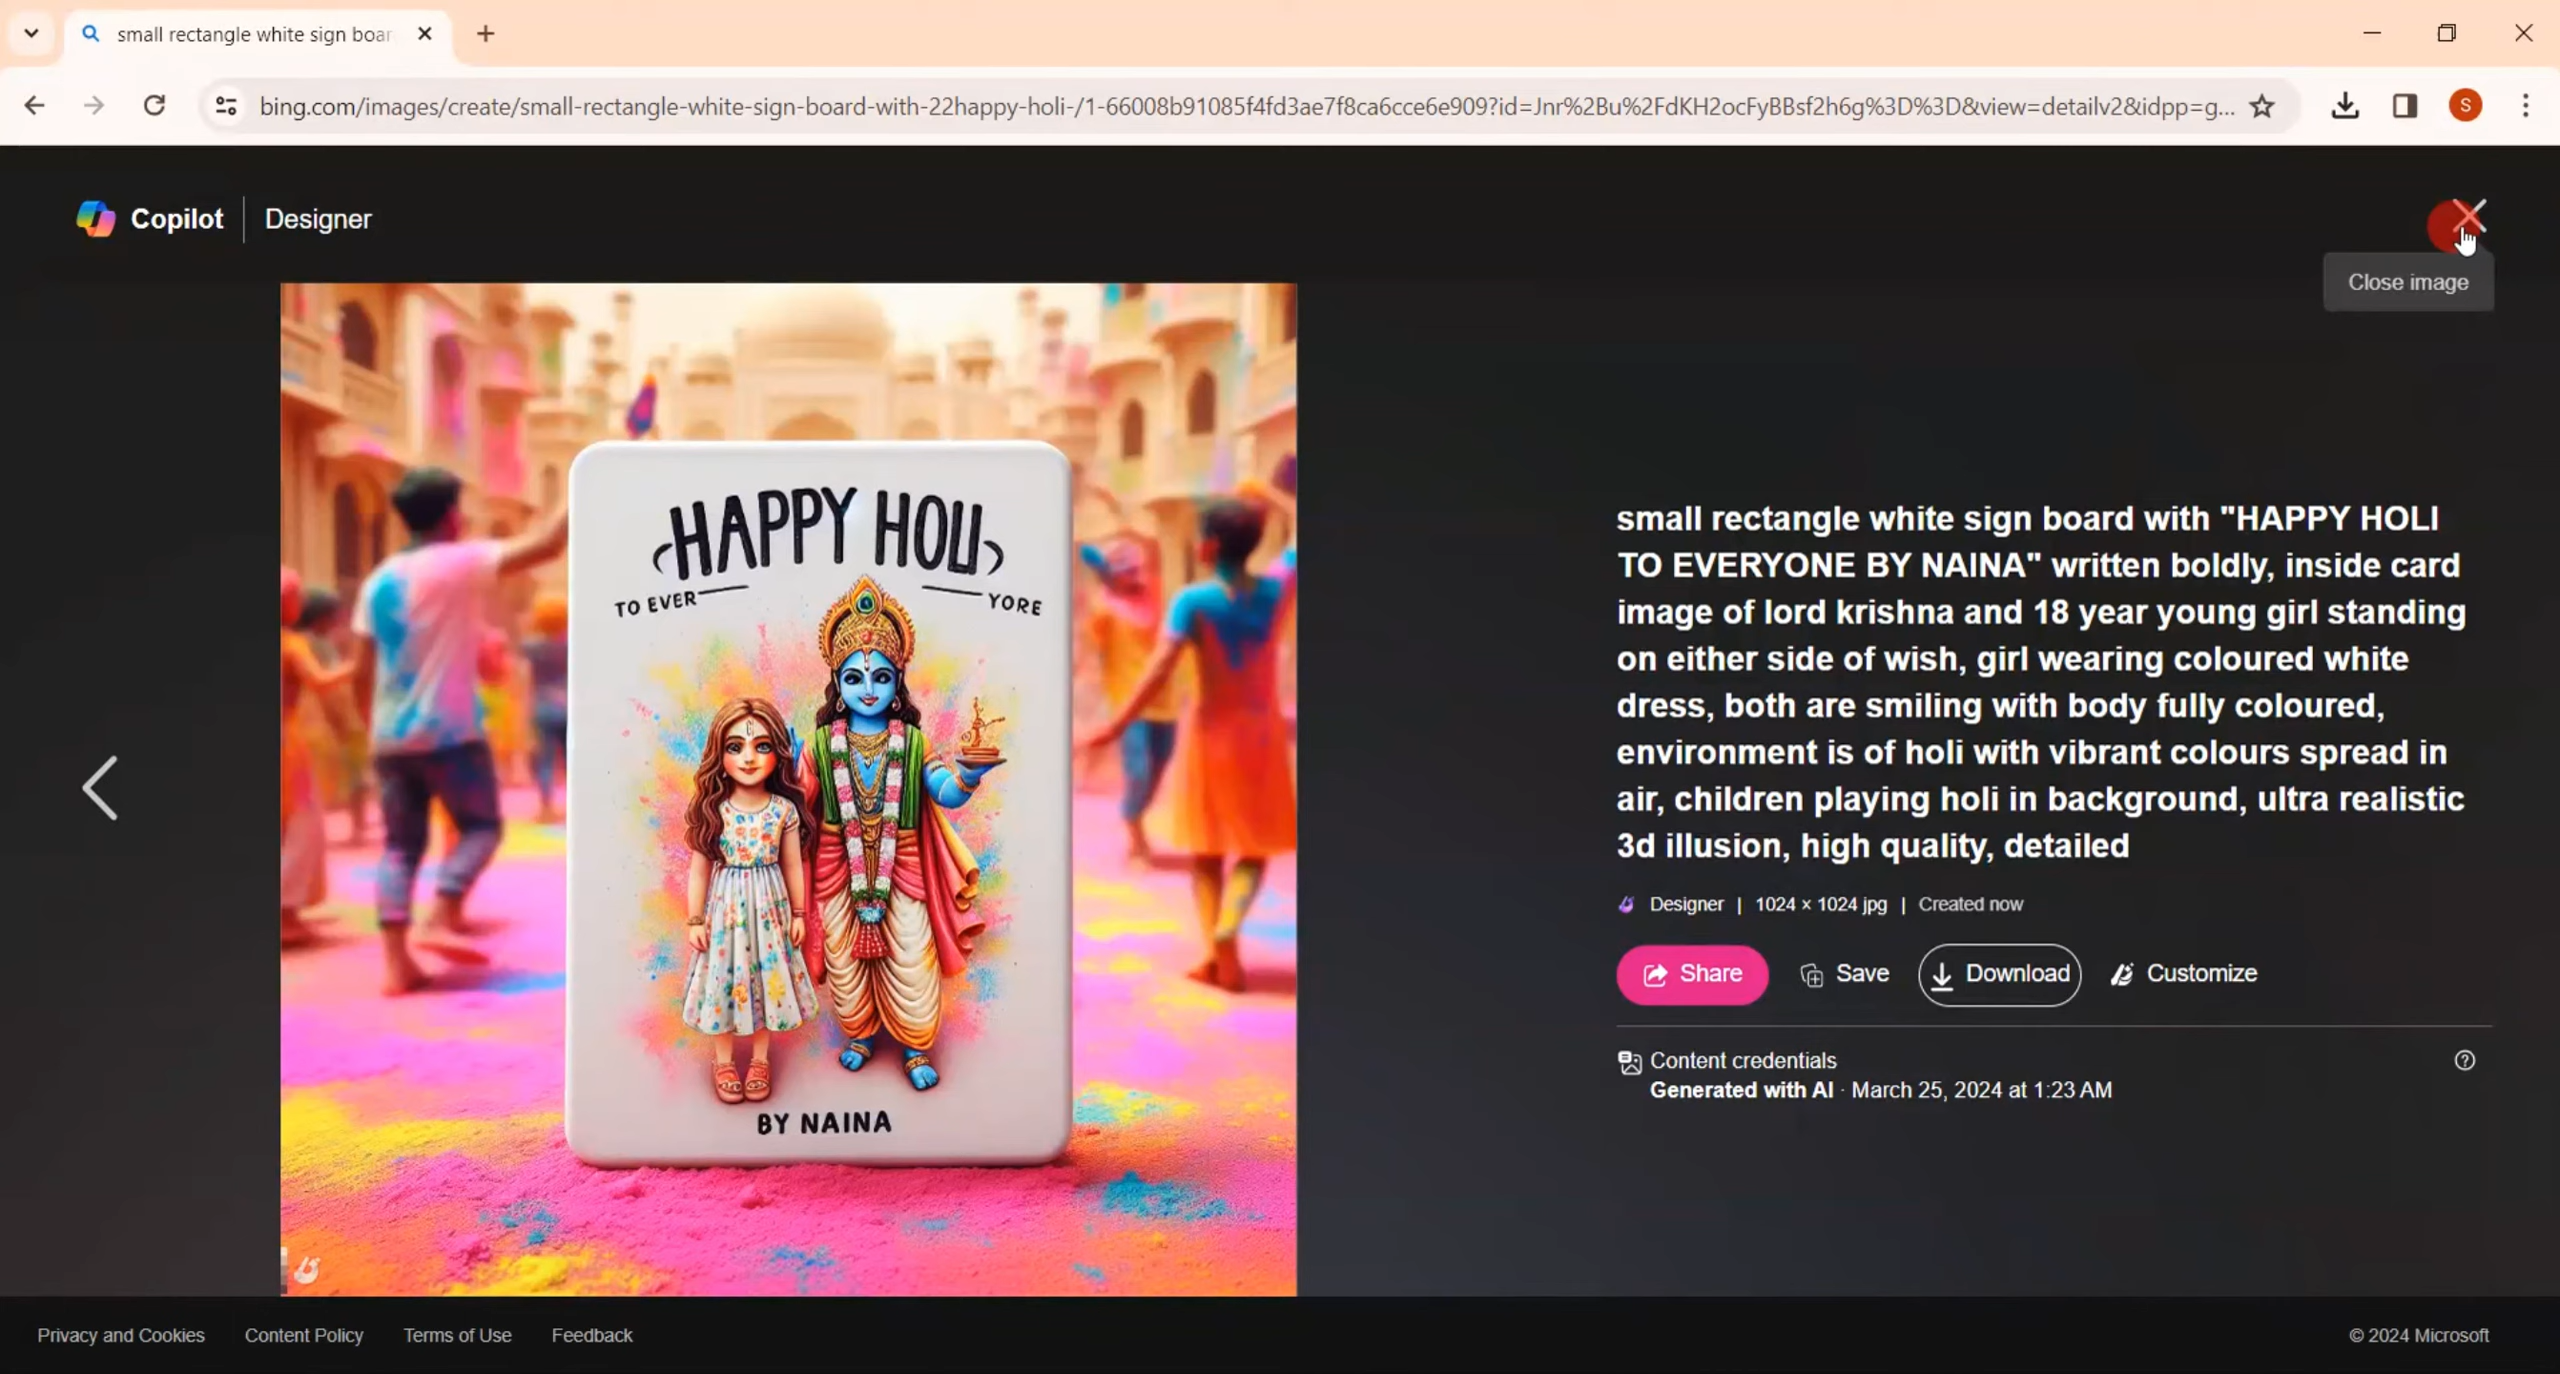 small rectangle white sign boar
bing.com/images/create/small-rectangle-white-sign-board-with-22happy-holi-/1-66008b91085f4fd3ae7f8ca6cce6e909?id=Jnr%2Bu%2FdKH2ocFyBBsf2h6g%3D%3D&view=detailv2&idpp=g...
S
Copilot | Designer
Close image
HAPPY HOLI
TO EVER YORE
BY NAINA
small rectangle white sign board with "HAPPY HOLI
TO EVERYONE BY NAINA" written boldly, inside card
image of lord krishna and 18 year young girl standing
on either side of wish, girl wearing coloured white
dress, both are smiling with body fully coloured,
environment is of holi with vibrant colours spread in
air, children playing holi in background, ultra realistic
3d illusion, high quality, detailed
Designer | 1024 × 1024 jpg | Created now
Share Save Download Customize
Content credentials
Generated with AI · March 25, 2024 at 1:23 AM
Privacy and Cookies Content Policy Terms of Use Feedback © 2024 Microsoft